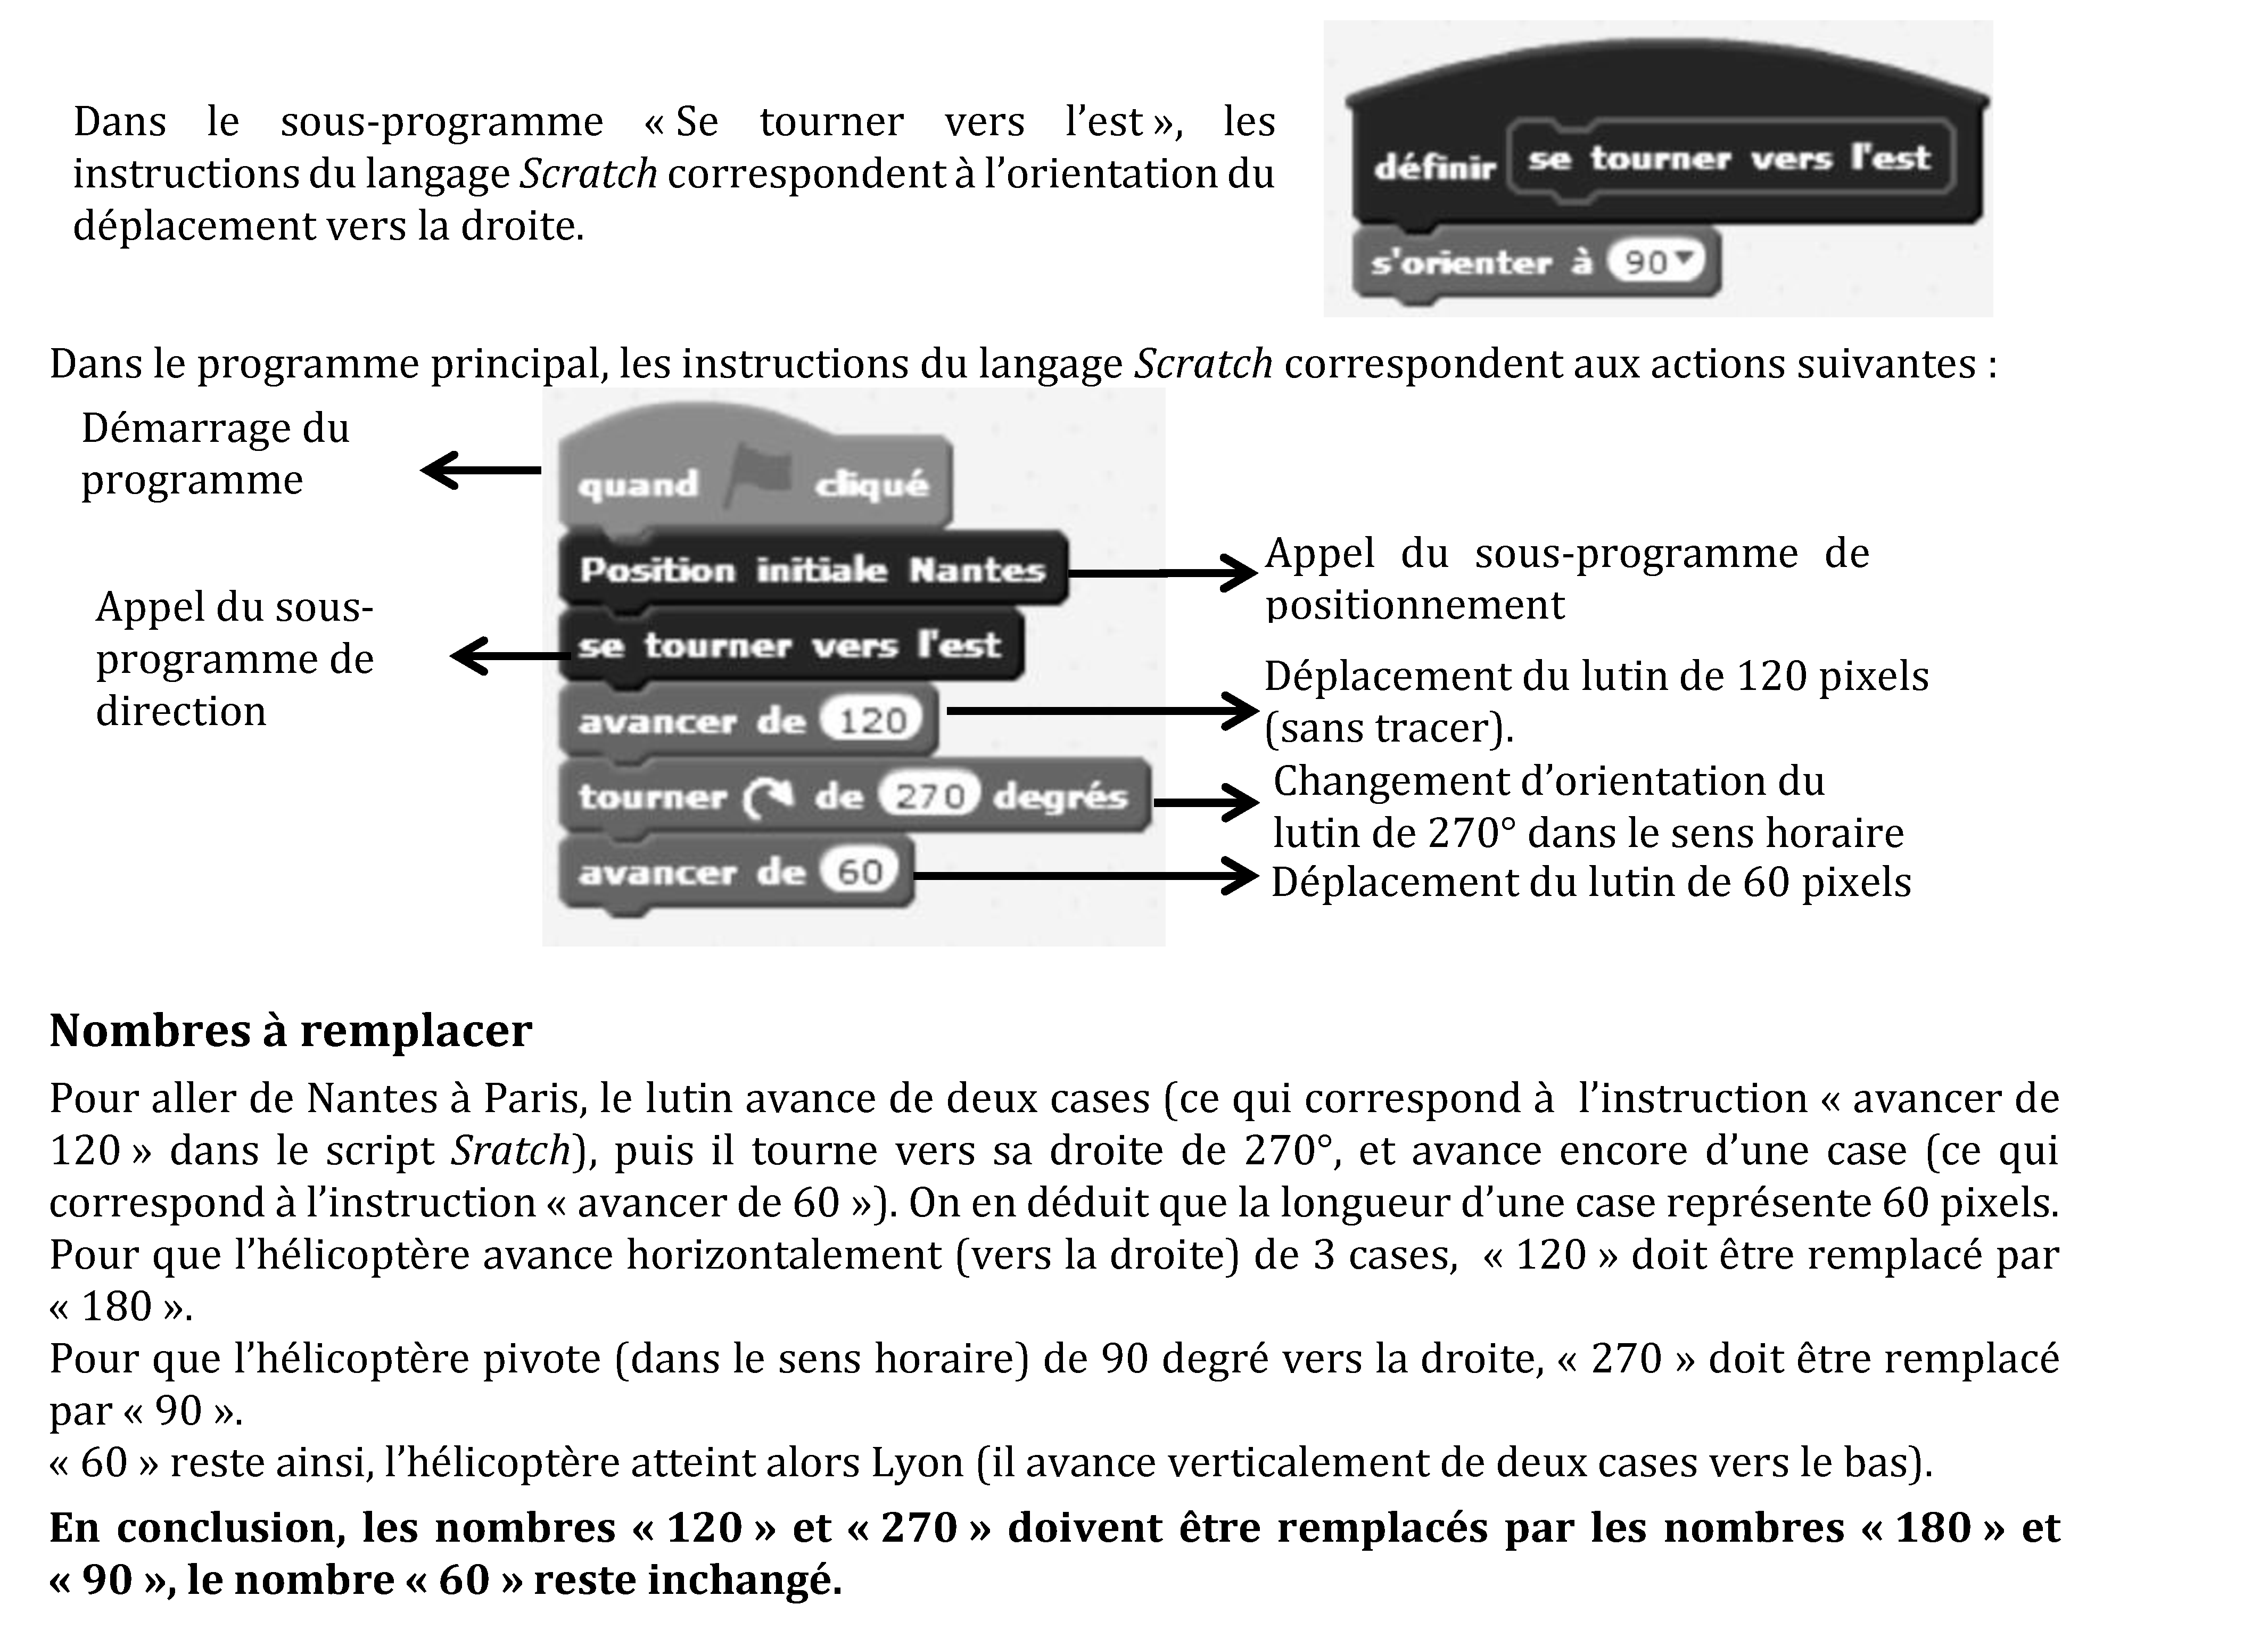 Dans le sous-programme « Se tourner vers l'est », les
instructions du langage Scratch correspondent à l'orientation du
déplacement vers la droite.
définir se tourner vers l'est
s'orienter à 90
Dans le programme principal, les instructions du langage Scratch correspondent aux actions suivantes :
Démarrage du
programme
quand cliqué
Position initiale Nantes
Appel du sous-programme de
positionnement
Appel du sous-
programme de
direction
se tourner vers l'est
avancer de 120
Déplacement du lutin de 120 pixels
(sans tracer).
tourner de 270 degrés
Changement d'orientation du
lutin de 270° dans le sens horaire
avancer de 60
Déplacement du lutin de 60 pixels
Nombres à remplacer
Pour aller de Nantes à Paris, le lutin avance de deux cases (ce qui correspond à l'instruction « avancer de
120 » dans le script Sratch), puis il tourne vers sa droite de 270°, et avance encore d'une case (ce qui
correspond à l'instruction « avancer de 60 »). On en déduit que la longueur d'une case représente 60 pixels.
Pour que l'hélicoptère avance horizontalement (vers la droite) de 3 cases, « 120 » doit être remplacé par
« 180 ».
Pour que l'hélicoptère pivote (dans le sens horaire) de 90 degré vers la droite, « 270 » doit être remplacé
par « 90 ».
« 60 » reste ainsi, l'hélicoptère atteint alors Lyon (il avance verticalement de deux cases vers le bas).
En conclusion, les nombres « 120 » et « 270 » doivent être remplacés par les nombres « 180 » et
« 90 », le nombre « 60 » reste inchangé.